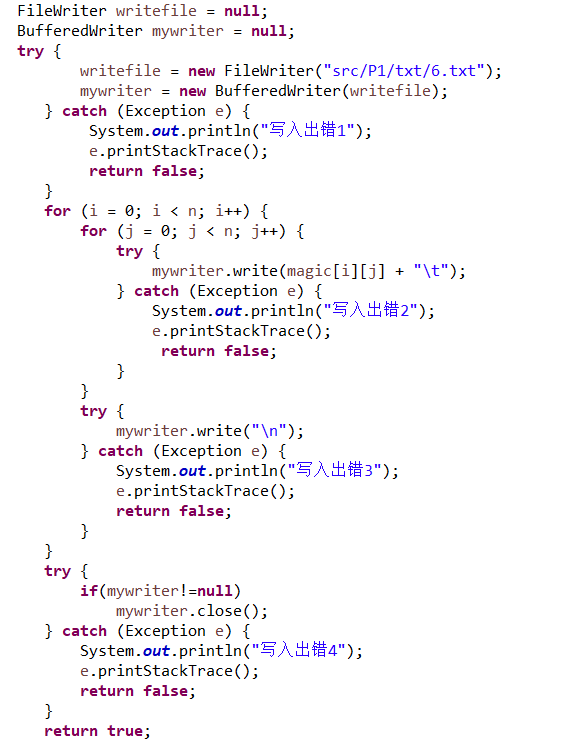 FileWriter writefile = null;
BufferedWriter mywriter = null;
try {
writefile = new FileWriter("src/P1/txt/6.txt");
mywriter = new BufferedWriter(writefile);
} catch (Exception e) {
System.out.println("写入出错1");
e.printStackTrace();
return false;
}
for (i = 0; i < n; i++) {
for (j = 0; j < n; j++) {
try {
mywriter.write(magic[i][j] + "\t");
} catch (Exception e) {
System.out.println("写入出错2");
e.printStackTrace();
return false;
}
}
try {
mywriter.write("\n");
} catch (Exception e) {
System.out.println("写入出错3");
e.printStackTrace();
return false;
}
}
try {
if(mywriter!=null)
mywriter.close();
} catch (Exception e) {
System.out.println("写入出错4");
e.printStackTrace();
return false;
}
return true;